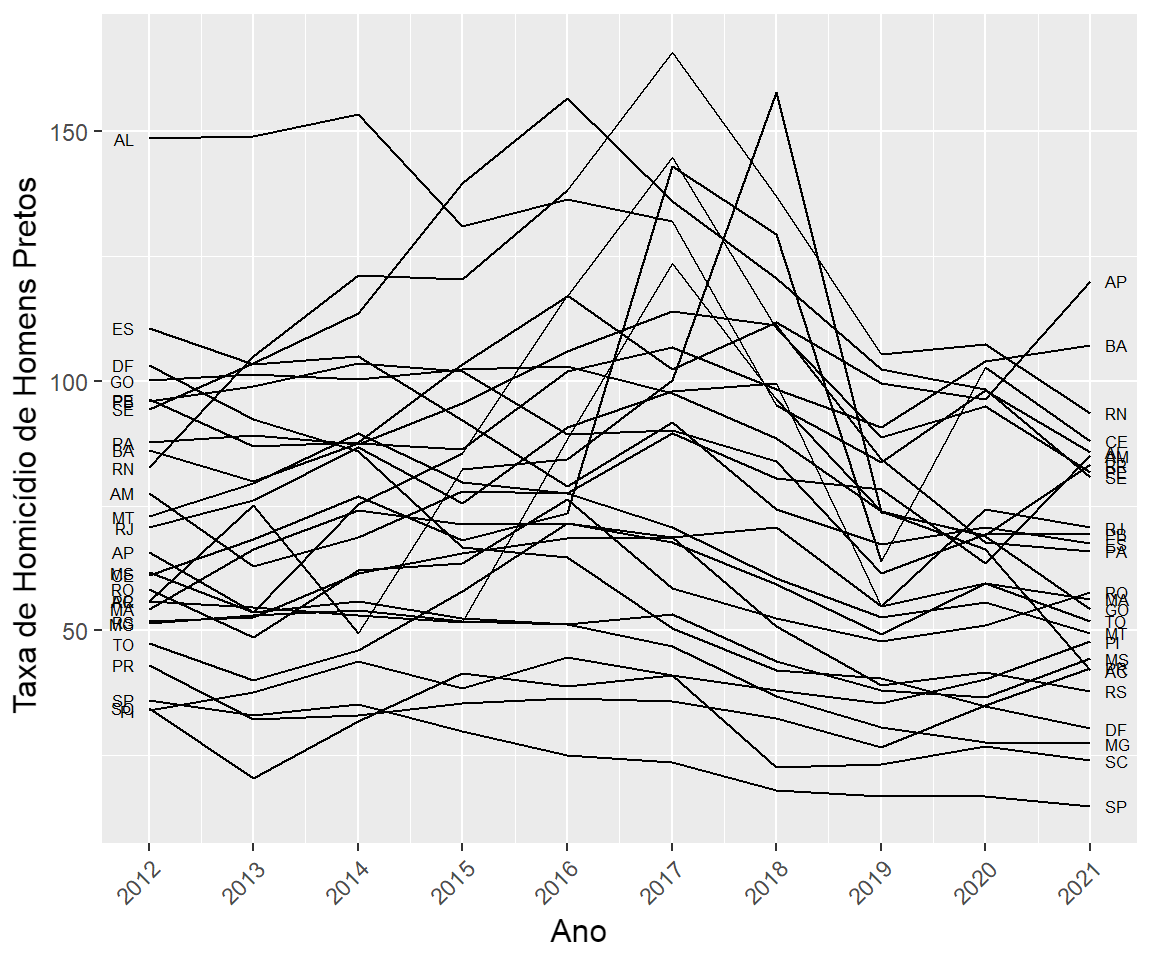 Taxa de Homicídio de Homens Pretos
150
100
50
AL
ES
DF
GO
SE
PA
BA
RN
AM
MT
RJ
AP
MS
CE
RO
MA
MG
TO
PR
SP
PI
AP
BA
RN
CE
AM
SE
RJ
PB
ES
PA
RO
MA
GO
TO
MT
PI
MS
AC
RS
DF
MG
SC
SP
2012
2013
2014
2015
2016
2017
2018
2019
2020
2021
Ano